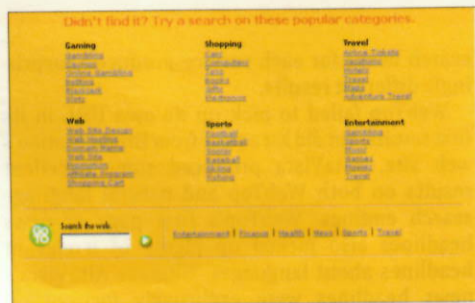 Didn't find it? Try a search on these popular categories.
Gaming
Gambling
Casinos
Online Gambling
Betting
Blackjack
Slots
Shopping
Cars
Computers
Toys
Books
Gifts
Electronics
Travel
Airline Tickets
Vacations
Hotels
Travel
Maps
Adventure Travel
Web
Web Site Design
Web Hosting
Domain Name
Web Site
Promotion
Affiliate Program
Shopping Cart
Sports
Football
Basketball
Soccer
Baseball
Skiing
Fishing
Entertainment
Gambling
Sports
Music
Games
Movies
Travel
Search the web
Entertainment | Finance | Health | News | Sports | Travel